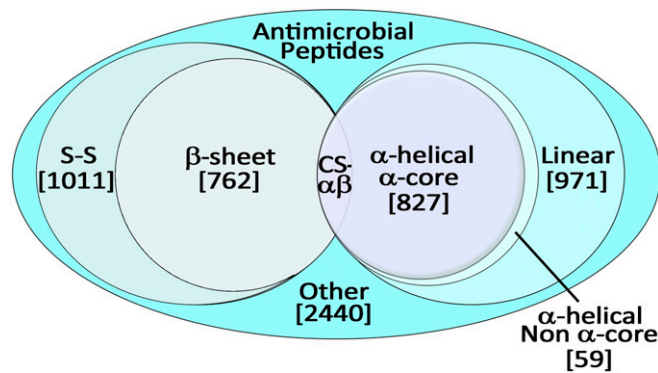 Antimicrobial
Peptides
S-S
[1011]
β-sheet
[762]
CS-
αβ
α-helical
α-core
[827]
Linear
[971]
Other
[2440]
α-helical
Non α-core
[59]